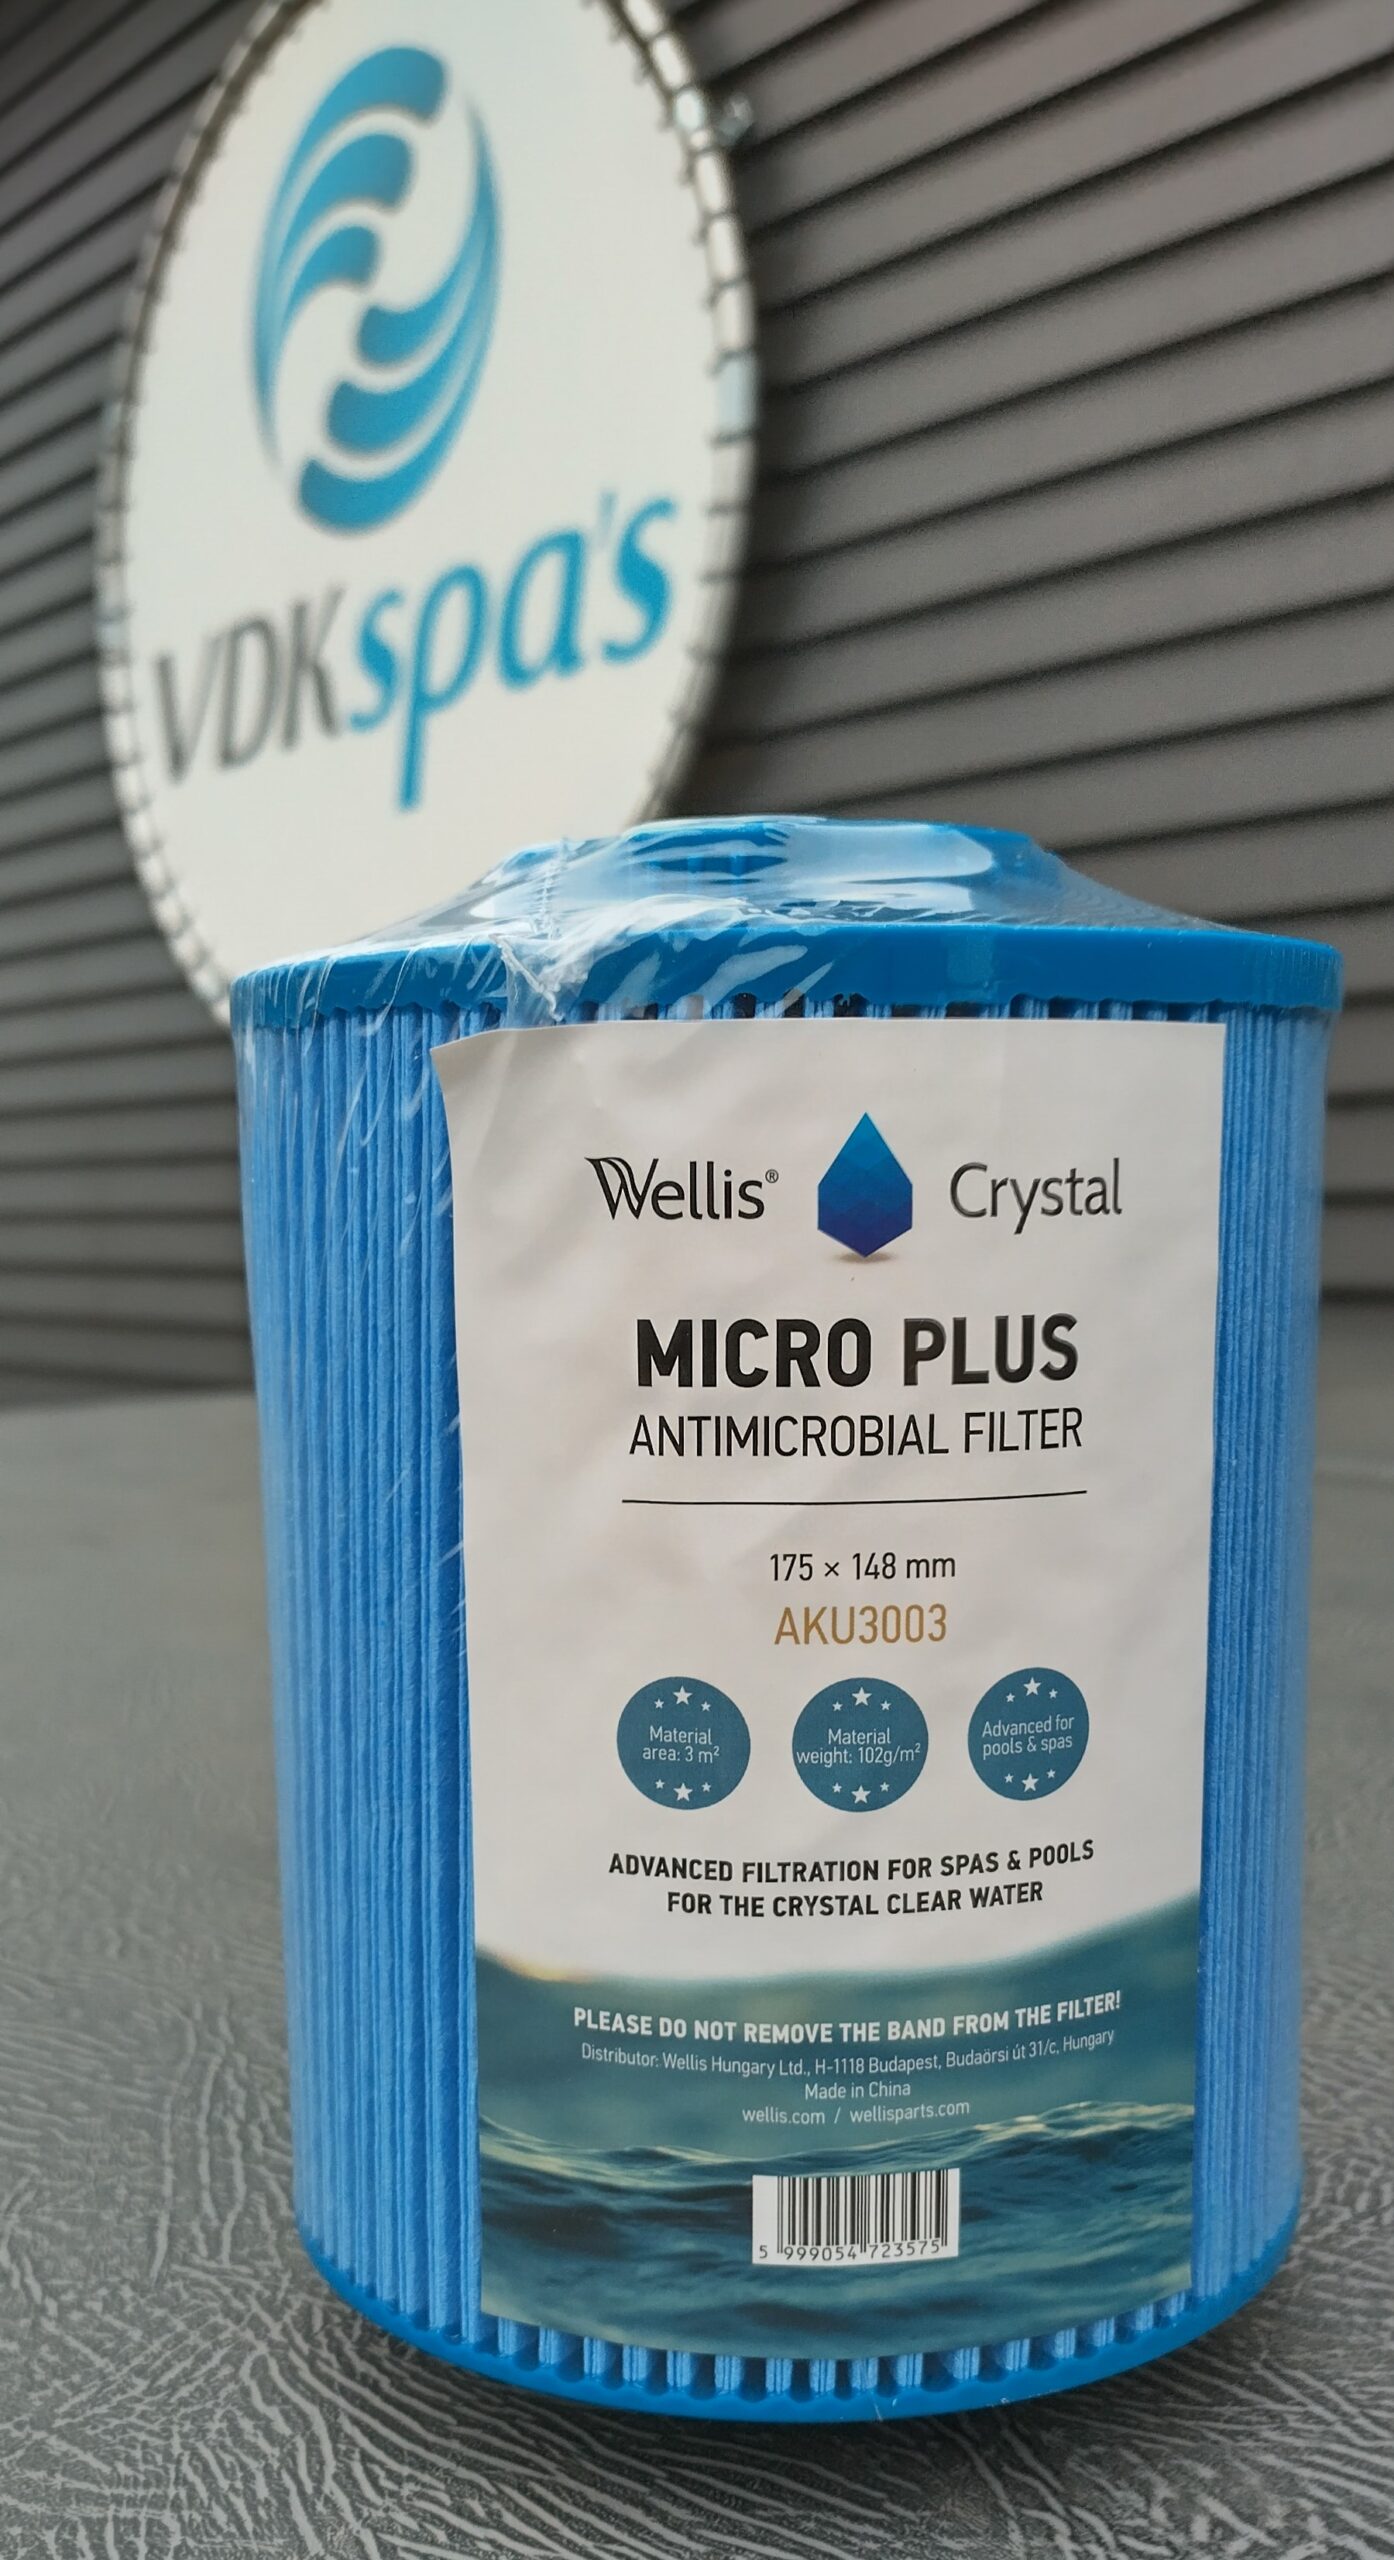 VDKspa's
Wellis® Crystal
MICRO PLUS
ANTIMICROBIAL FILTER
175 × 148 mm
AKU3003
Material
area: 3 m²
Material
weight: 102g/m²
Advanced for
pools & spas
ADVANCED FILTRATION FOR SPAS & POOLS
FOR THE CRYSTAL CLEAR WATER
PLEASE DO NOT REMOVE THE BAND FROM THE FILTER!
Distributor: Wellis Hungary Ltd., H-1118 Budapest, Budaörsi út 31/c, Hungary
Made in China
wellis.com / wellisparts.com
5 999054 723575